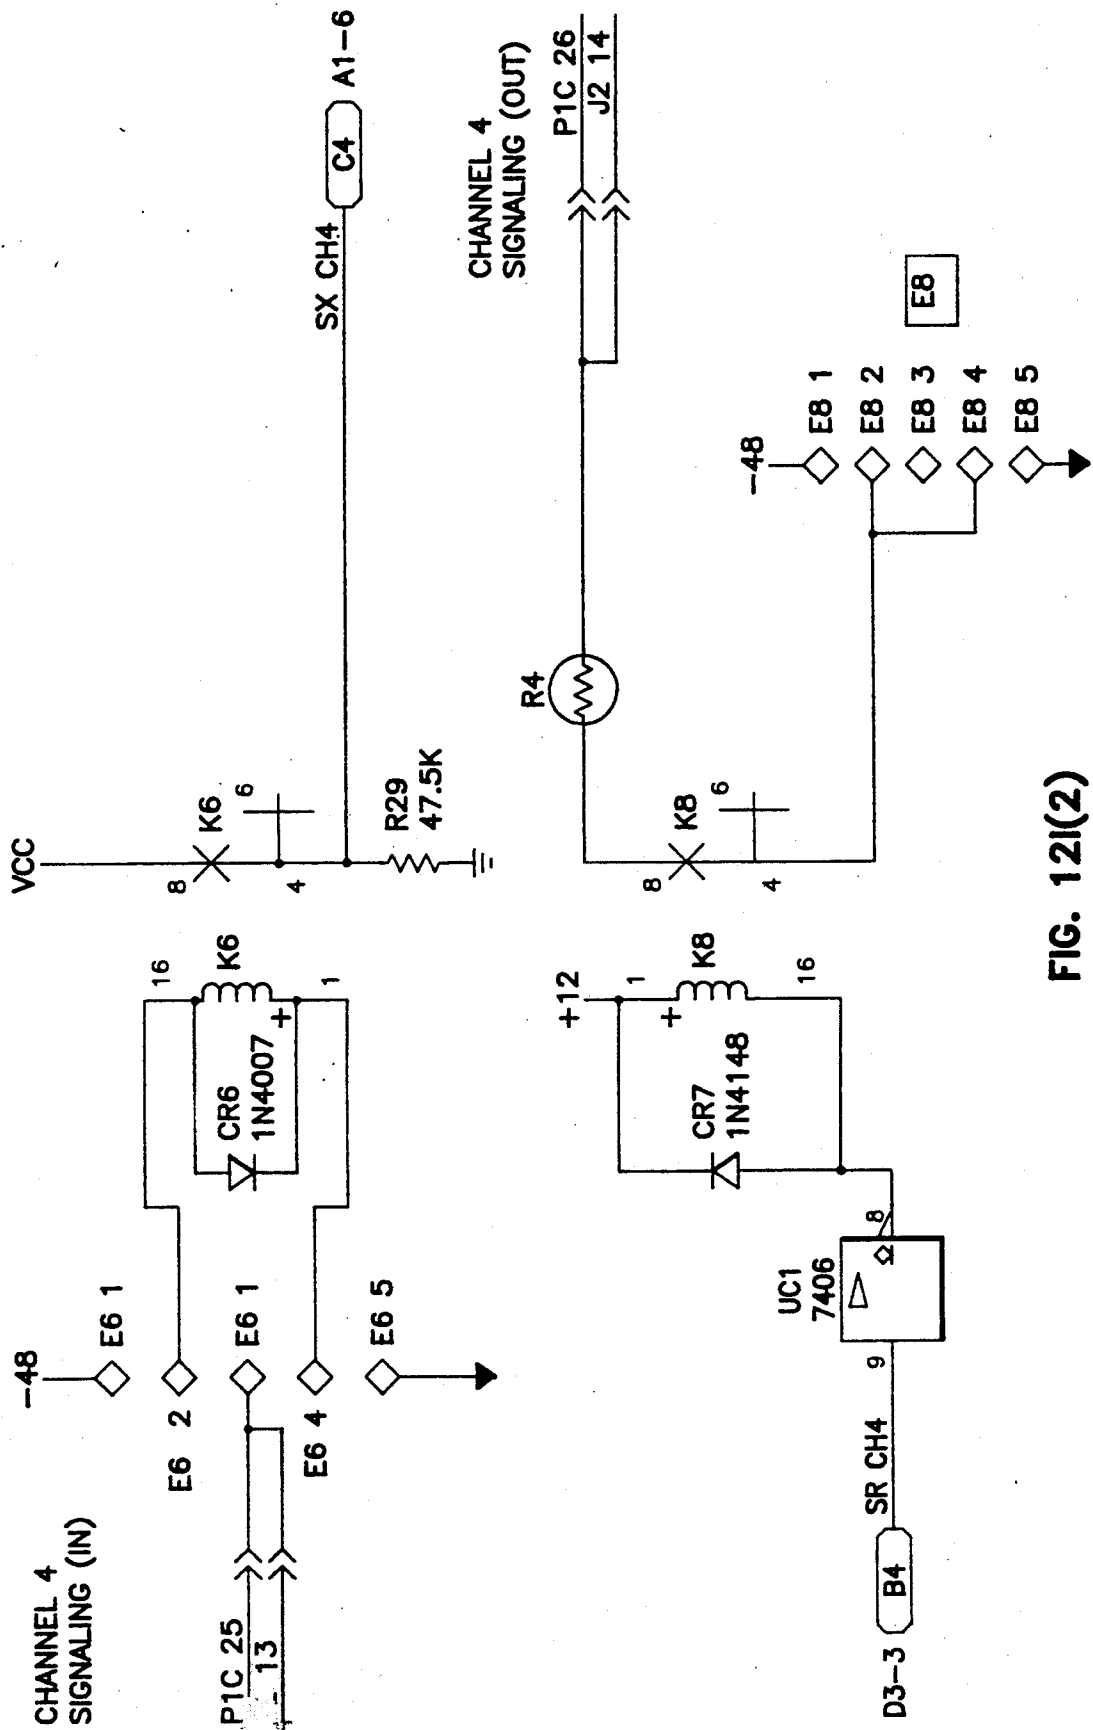 CHANNEL 4
SIGNALING (IN)
P1C 25
13
-48
E6 1
E6 2
E6 1
E6 4
E6 5
16
K6
+
1
CR6
1N4007
VCC
8
K6
6
4
R29
47.5K
SX CH4
C4
A1-6
D3-3
B4
SR CH4
9
UC1
7406
8
CR7
1N4148
+12
1
+
K8
16
8
K8
6
4
R4
CHANNEL 4
SIGNALING (OUT)
P1C 26
J2 14
-48
E8 1
E8 2
E8 3
E8 4
E8 5
E8
FIG. 12I(2)